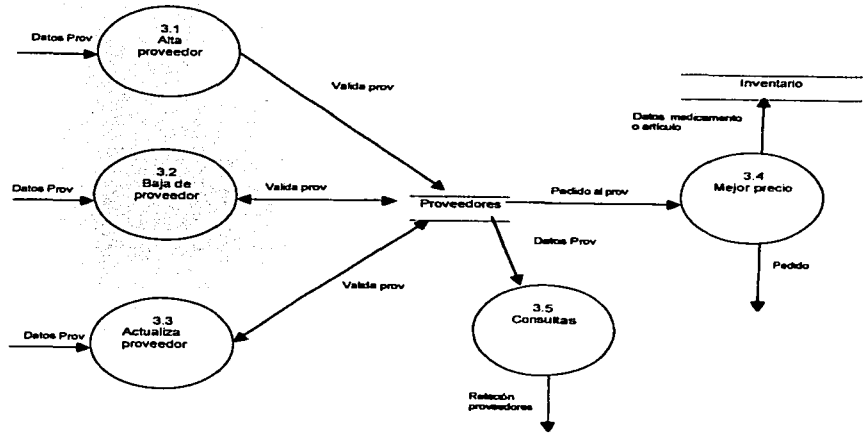 3.1
Alta
proveedor
Datos Prov
Valida prov
Inventario
Datos medicamento
o artículo
3.2
Baja de
proveedor
Datos Prov
Valida prov
Proveedores
Pedido al prov
3.4
Mejor precio
Datos Prov
Pedido
Valida prov
3.3
Actualiza
proveedor
Datos Prov
3.5
Consultas
Relación
proveedores